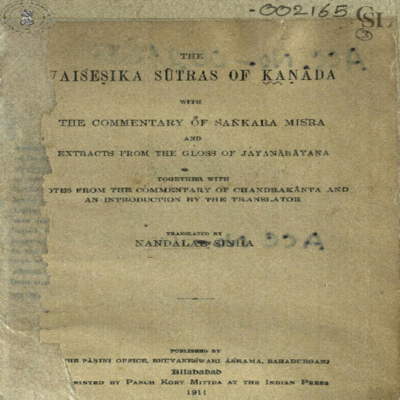 -002165
THE
VAIŚEṢIKA SŪTRAS OF KAṆĀDA
WITH
THE COMMENTARY OF ŚAṄKARA MIŚRA
AND
EXTRACTS FROM THE GLOSS OF JAYANĀRĀYAṆA
TOGETHER WITH
NOTES FROM THE COMMENTARY OF CHANDRAKĀNTA AND
AN INTRODUCTION BY THE TRANSLATOR
TRANSLATED BY
NANDALAL SINHA
PUBLISHED BY
THE PĀṆINI OFFICE, BHUVANESWARI ĀŚRAMA, BAHADURGANJ
Allahabad
PRINTED BY PANCH KORY MITTRA AT THE INDIAN PRESS
1911